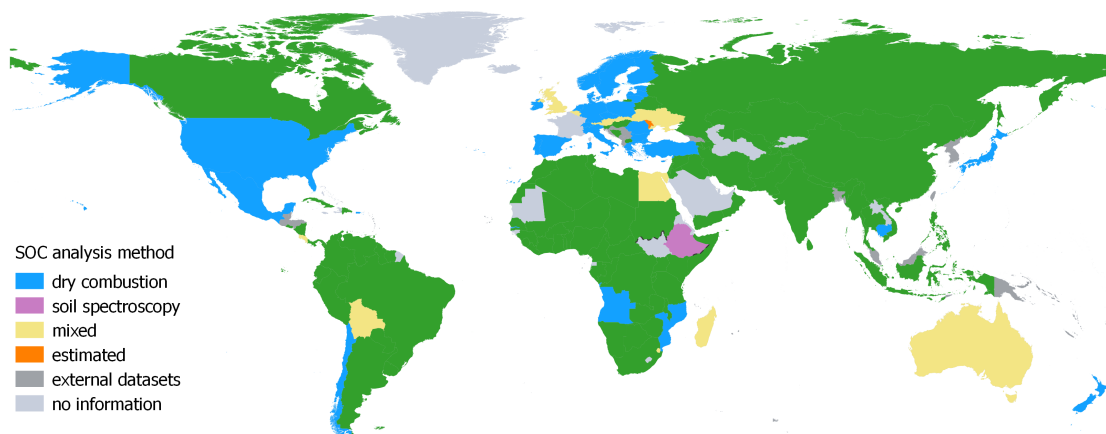 SOC analysis method
dry combustion
soil spectroscopy
mixed
estimated
external datasets
no information